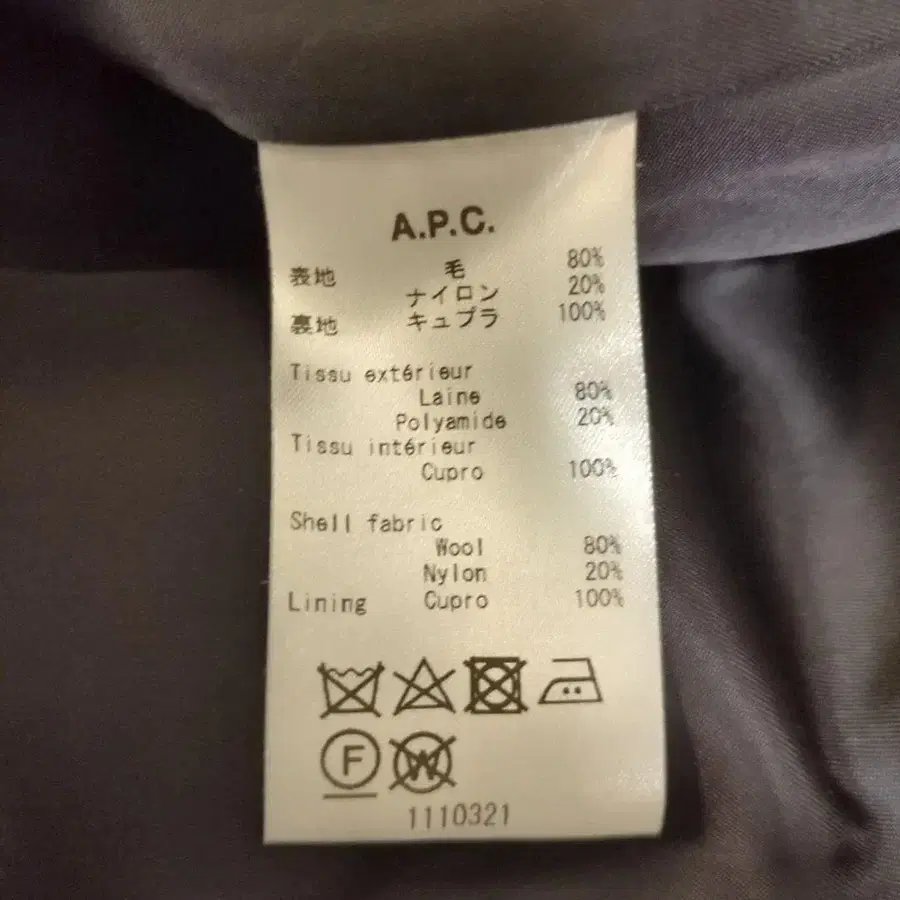 A.P.C.
表地 毛 80%
ナイロン 20%
裏地 キュプラ 100%
Tissu extérieur
Laine 80%
Polyamide 20%
Tissu intérieur
Cupro 100%
Shell fabric
Wool 80%
Nylon 20%
Lining Cupro 100%
F W
1110321